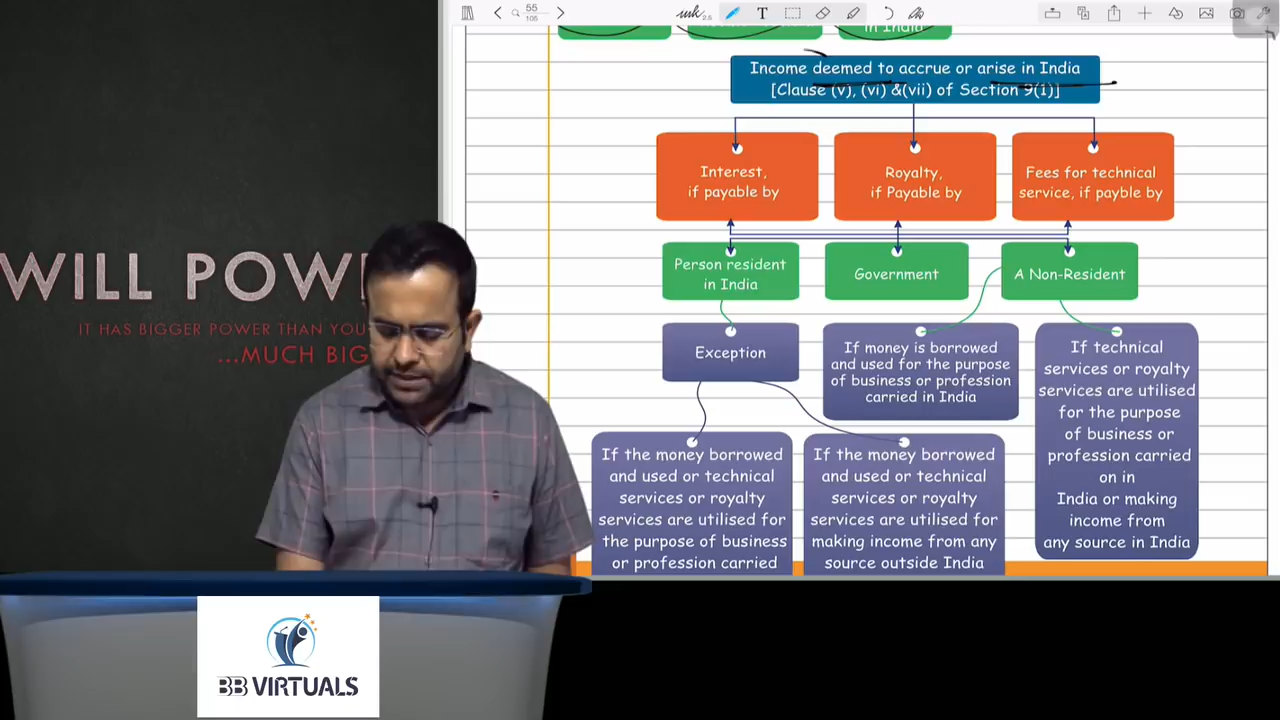 55
105
2.5
T
in India
Income deemed to accrue or arise in India
[Clause (v), (vi) &(vii) of Section 9(1)]
Interest,
if payable by
Royalty,
if Payable by
Fees for technical
service, if payble by
Person resident
in India
Government
A Non-Resident
Exception
If money is borrowed
and used for the purpose
of business or profession
carried in India
If technical
services or royalty
services are utilised
for the purpose
of business or
profession carried
on in
India or making
income from
any source in India
If the money borrowed
and used or technical
services or royalty
services are utilised for
the purpose of business
or profession carried
If the money borrowed
and used or technical
services or royalty
services are utilised for
making income from any
source outside India
WILL POW
IT HAS BIGGER POWER THAN YOU
...MUCH BIG
BB VIRTUALS